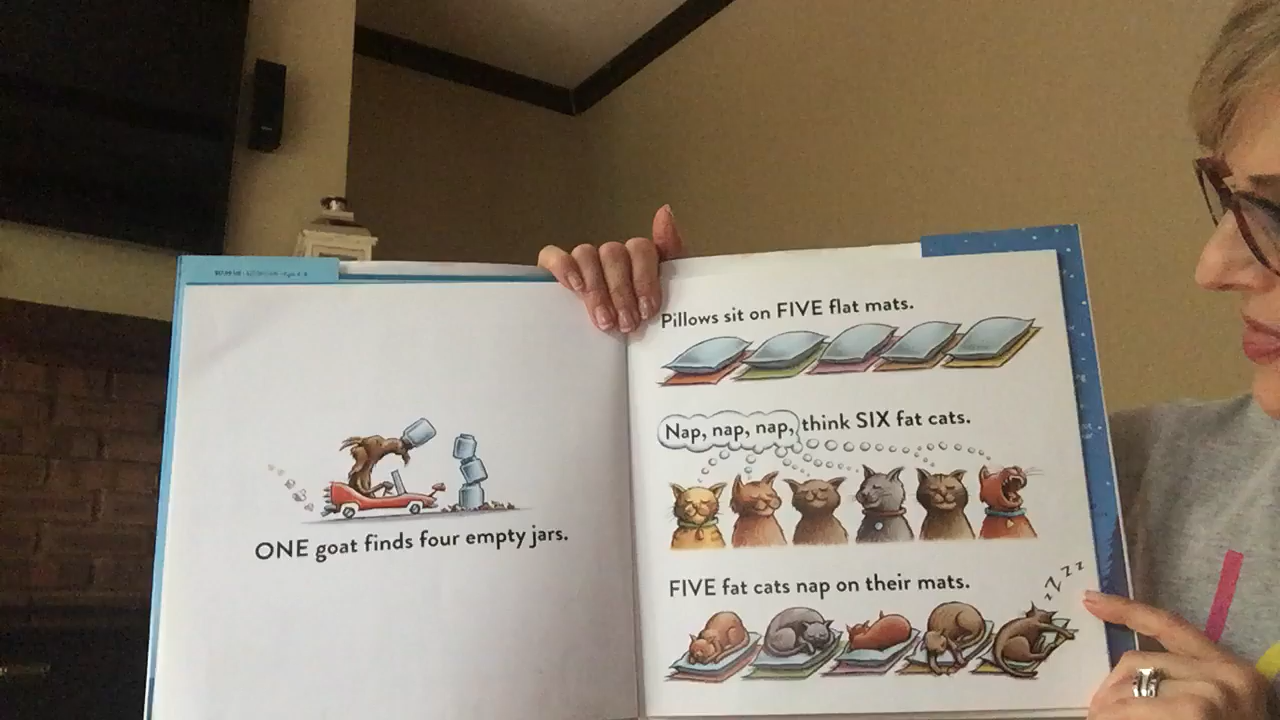 ONE goat finds four empty jars.
Pillows sit on FIVE flat mats.
Nap, nap, nap, think SIX fat cats.
FIVE fat cats nap on their mats.
z Z z z